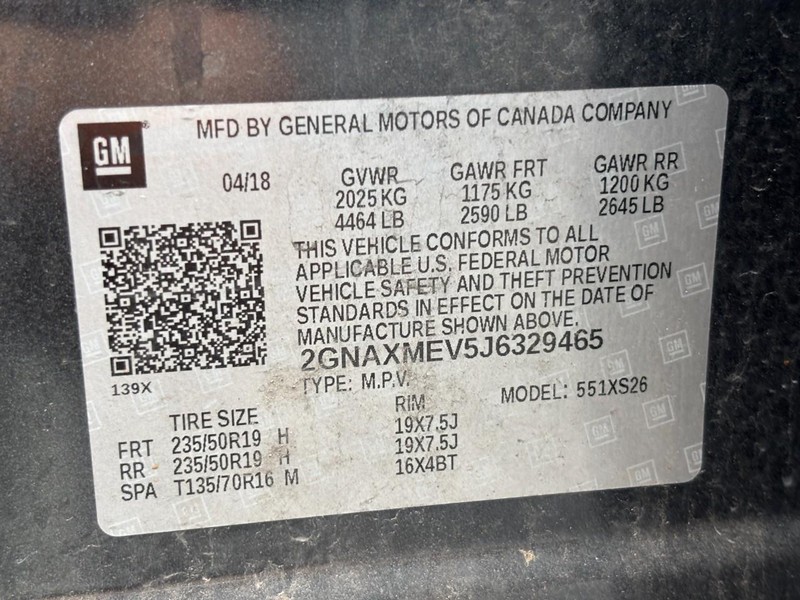 GM
MFD BY GENERAL MOTORS OF CANADA COMPANY
04/18 GVWR GAWR FRT GAWR RR
2025 KG 1175 KG 1200 KG
4464 LB 2590 LB 2645 LB
THIS VEHICLE CONFORMS TO ALL
APPLICABLE U.S. FEDERAL MOTOR
VEHICLE SAFETY AND THEFT PREVENTION
STANDARDS IN EFFECT ON THE DATE OF
MANUFACTURE SHOWN ABOVE.
2GNAXMEV5J6329465
139X
TYPE: M.P.V. MODEL: 551XS26
TIRE SIZE RIM
FRT 235/50R19 H 19X7.5J
RR 235/50R19 H 19X7.5J
SPA T135/70R16 M 16X4BT